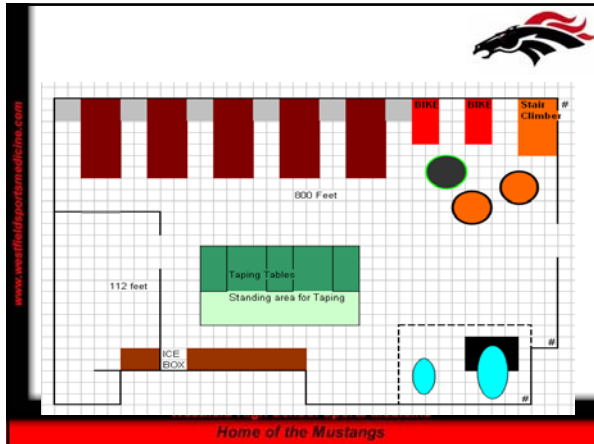 www.westfieldsportsmedicine.com
BIKE
BIKE
Stair
Climber
#
800 Feet
112 feet
Taping Tables
Standing area for Taping
ICE
BOX
#
#
Home of the Mustangs